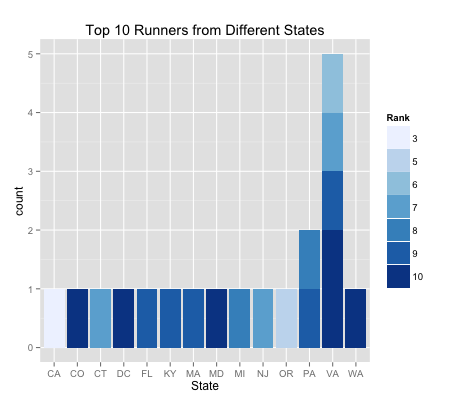 Top 10 Runners from Different States
count
5
4
3
2
1
0
CA CO CT DC FL KY MA MD MI NJ OR PA VA WA
State
Rank
3
5
6
7
8
9
10